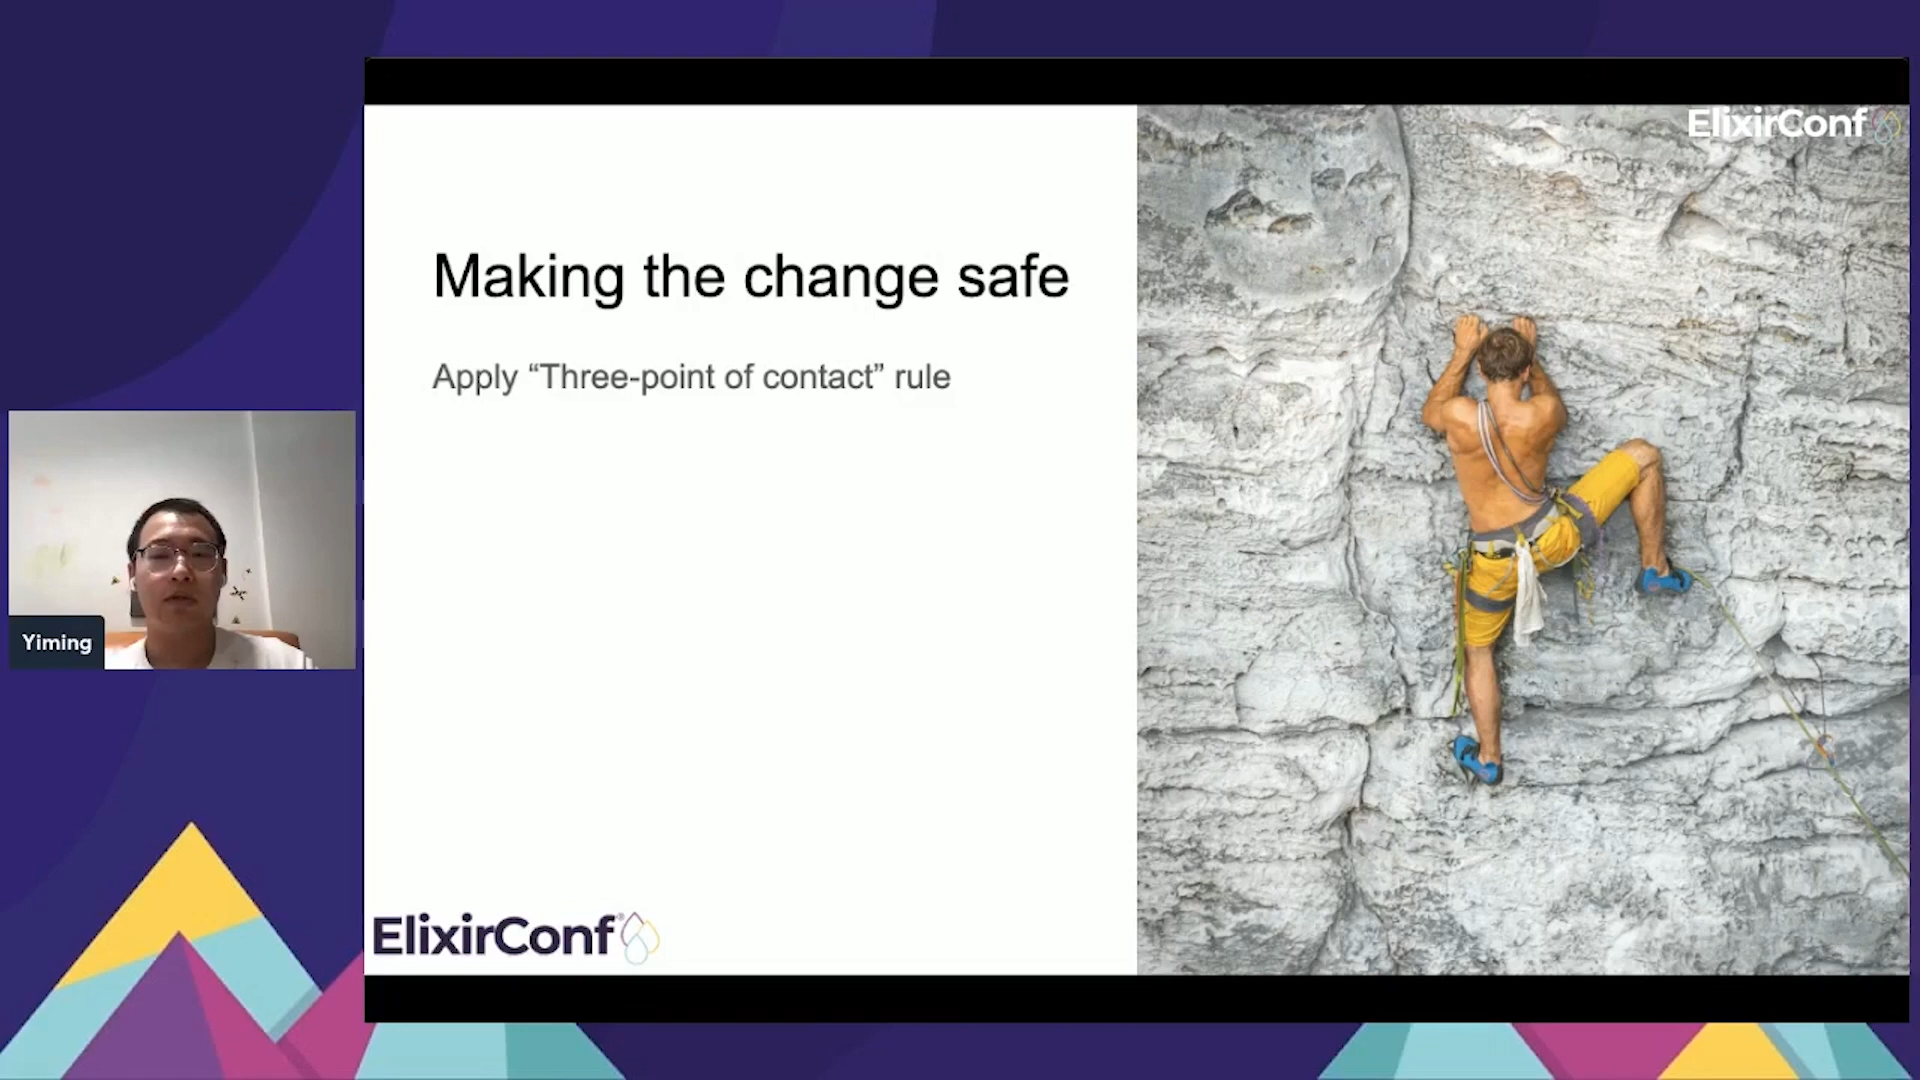 ElixirConf
Making the change safe
Apply “Three-point of contact” rule
Yiming
ElixirConf®